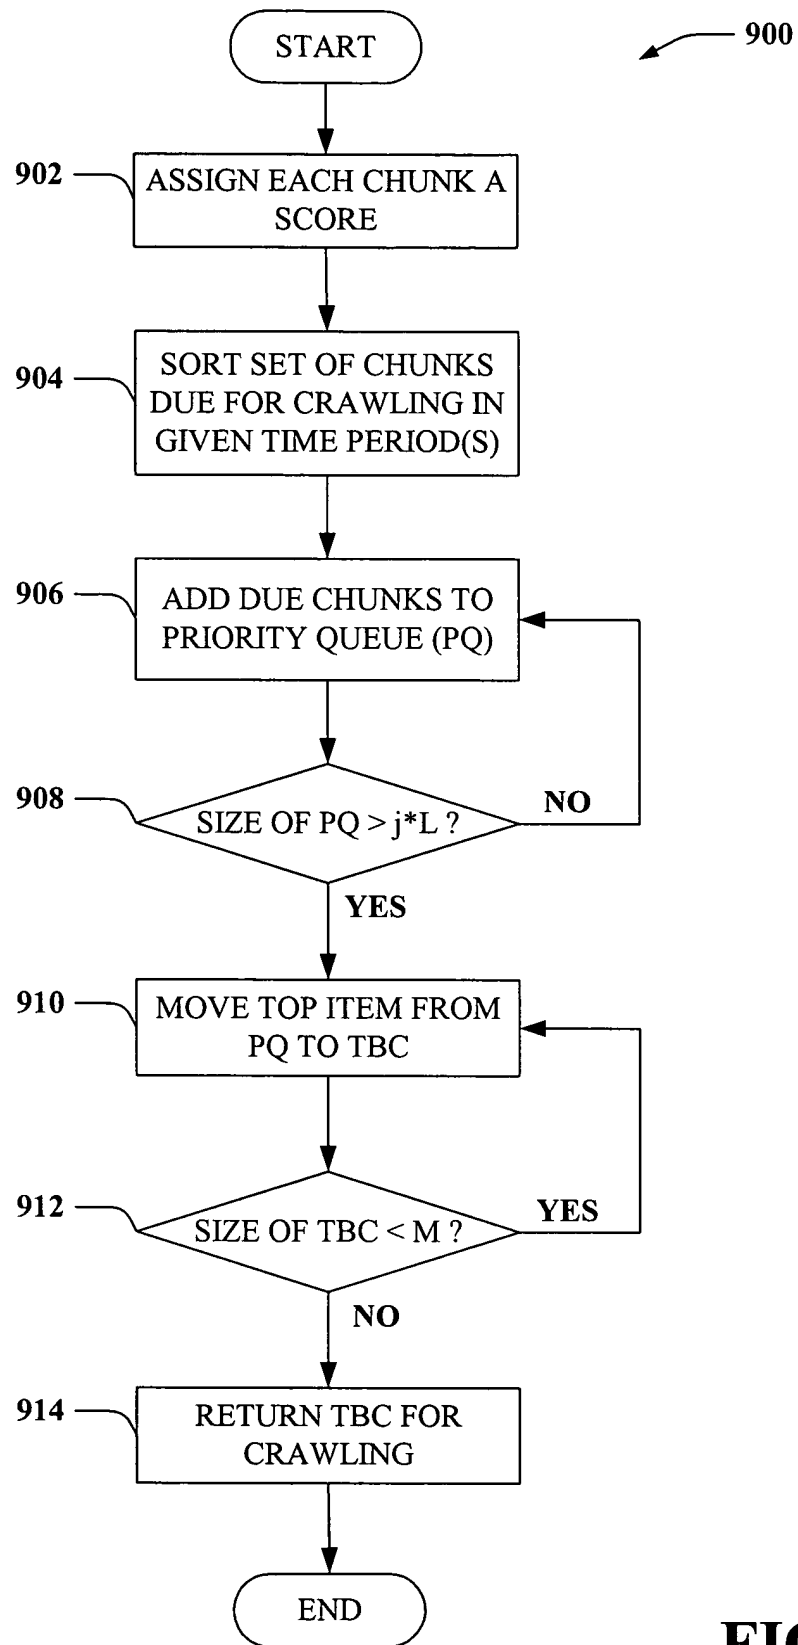 START
900
902
ASSIGN EACH CHUNK A
SCORE
904
SORT SET OF CHUNKS
DUE FOR CRAWLING IN
GIVEN TIME PERIOD(S)
906
ADD DUE CHUNKS TO
PRIORITY QUEUE (PQ)
908
SIZE OF PQ > j*L ?
NO
YES
910
MOVE TOP ITEM FROM
PQ TO TBC
912
SIZE OF TBC < M ?
YES
NO
914
RETURN TBC FOR
CRAWLING
END